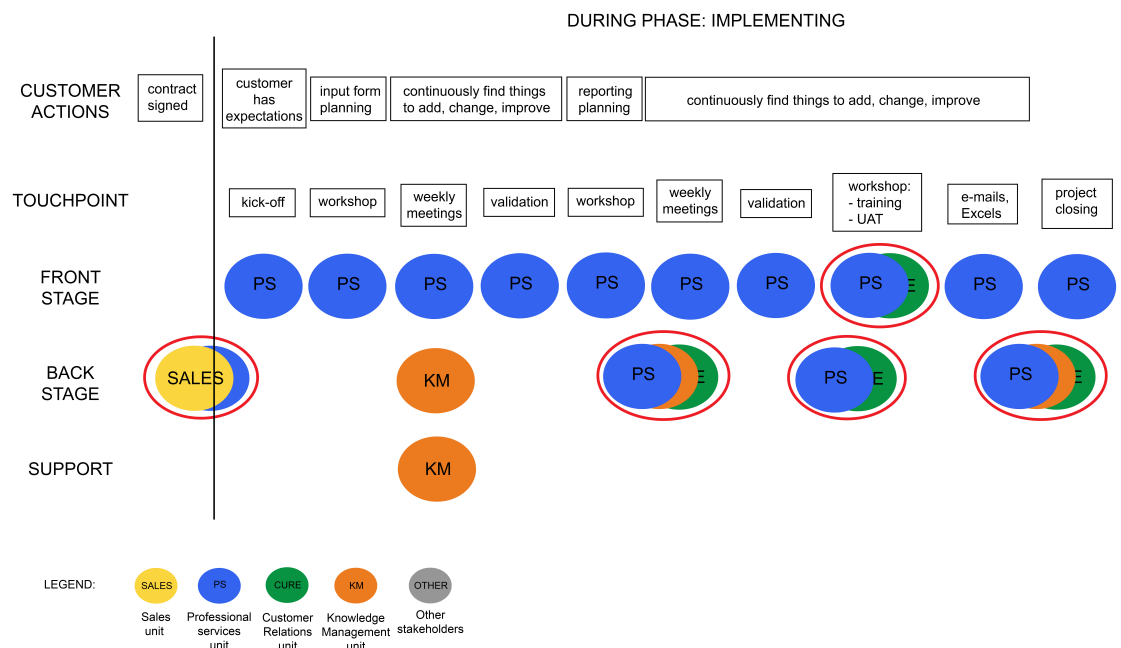 DURING PHASE: IMPLEMENTING
CUSTOMER
ACTIONS
contract
signed
customer
has
expectations
input form
planning
continuously find things
to add, change, improve
reporting
planning
continuously find things to add, change, improve
TOUCHPOINT
kick-off
workshop
weekly
meetings
validation
workshop
weekly
meetings
validation
workshop:
- training
- UAT
e-mails,
Excels
project
closing
FRONT
STAGE
PS
PS
PS
PS
PS
PS
PS
PS
E
PS
PS
BACK
STAGE
SALES
KM
PS
E
PS
E
PS
E
SUPPORT
KM
LEGEND:
SALES
PS
CURE
KM
OTHER
Sales
unit
Professional
services
unit
Customer
Relations
unit
Knowledge
Management
unit
Other
stakeholders